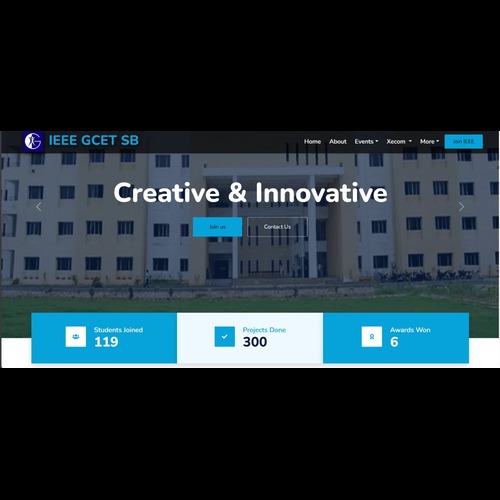 IEEE GCET SB
Home About Events Xecom More Join IEEE
Creative & Innovative
Join us Contact Us
Students Joined
119
Projects Done
300
Awards Won
6